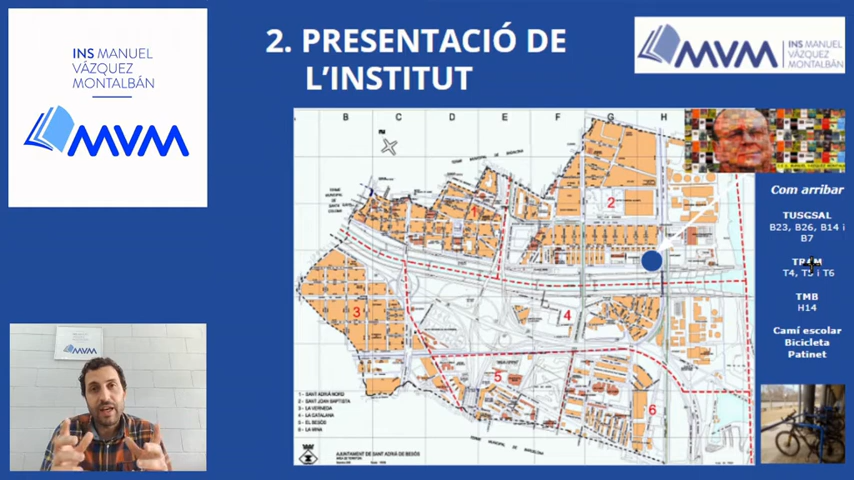 INS MANUEL
VÁZQUEZ
MONTALBÁN
MVM
2. PRESENTACIÓ DE
L'INSTITUT
MVM
INS MANUEL
VÁZQUEZ
MONTALBÁN
B C D E F G H
1
2
3
4
5
6
1 - SANT ADRIÀ NORD
2 - SANT JOAN BAPTISTA
3 - LA VERNEDA
4 - LA CATALANA
5 - EL BESÒS
6 - LA MINA
AJUNTAMENT DE SANT ADRIÀ DE BESÒS
Com arribar
TUSGSAL
B23, B26, B14 i
B7
TRAM
T4, T5 i T6
TMB
H14
Camí escolar
Bicicleta
Patinet
MVM